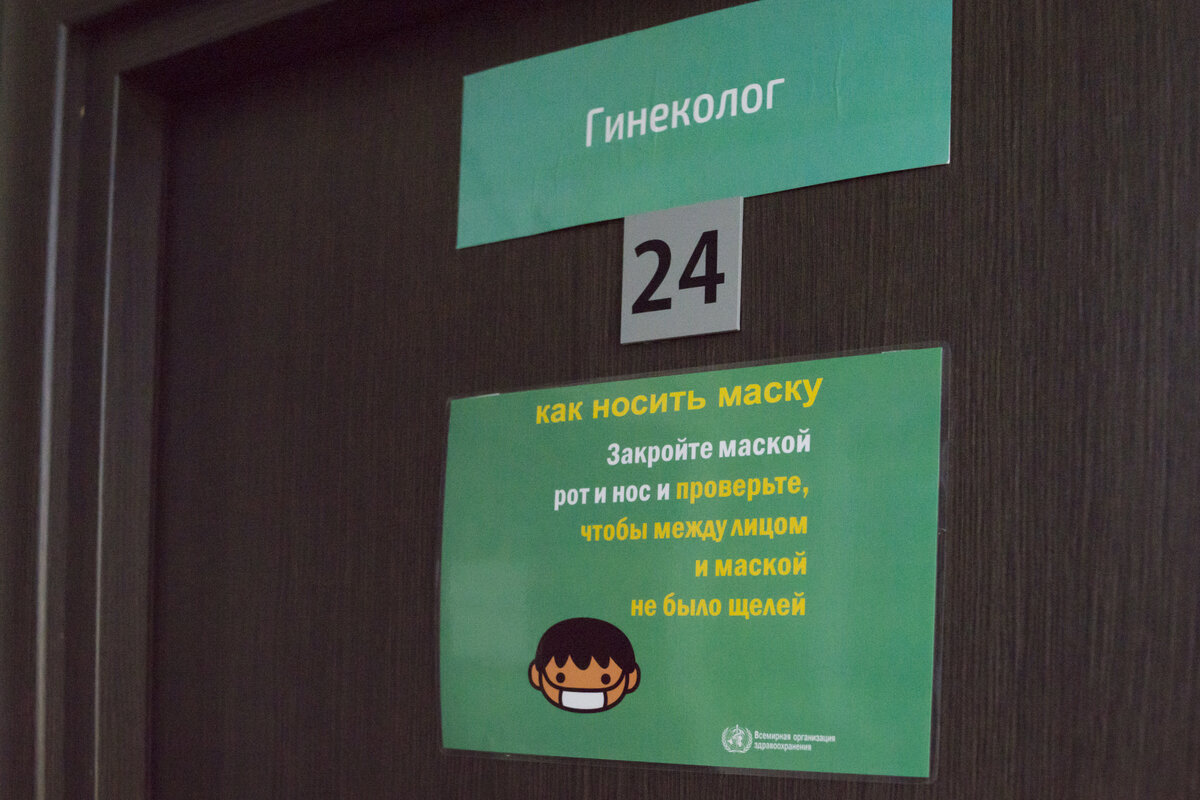 Гинеколог
24
как носить маску
Закройте маской
рот и нос и проверьте,
чтобы между лицом
и маской
не было щелей
Всемирная организация
здравоохранения